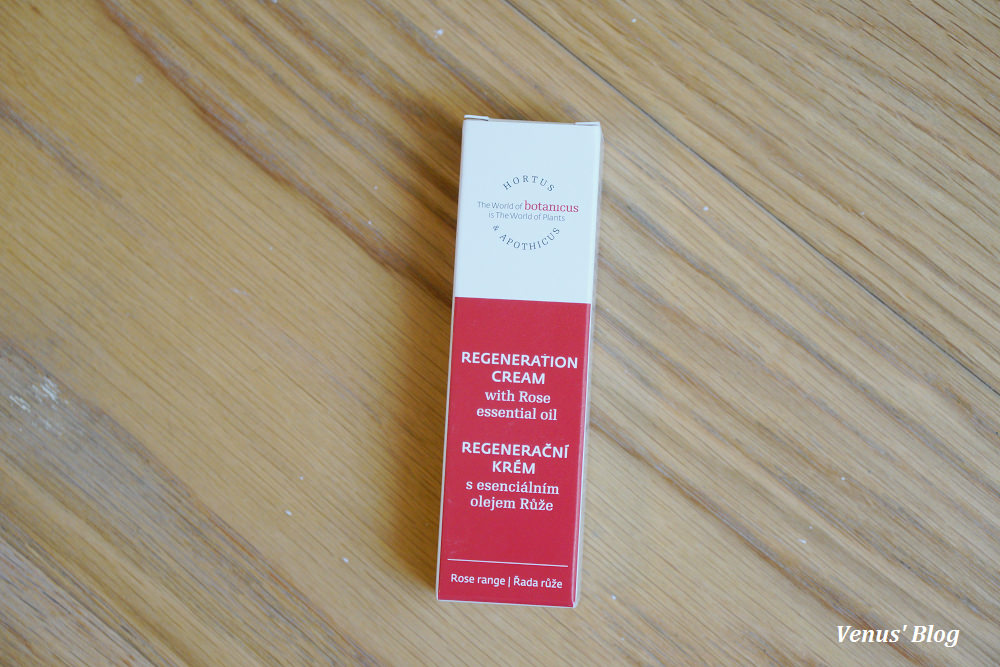 HORTUS
The World of botanicus
is The World of Plants
& APOTHICUS
REGENERATION
CREAM
with Rose
essential oil
REGENERAČNÍ
KRÉM
s esenciálním
olejem Růže
Rose range | Řada růže
Venus' Blog